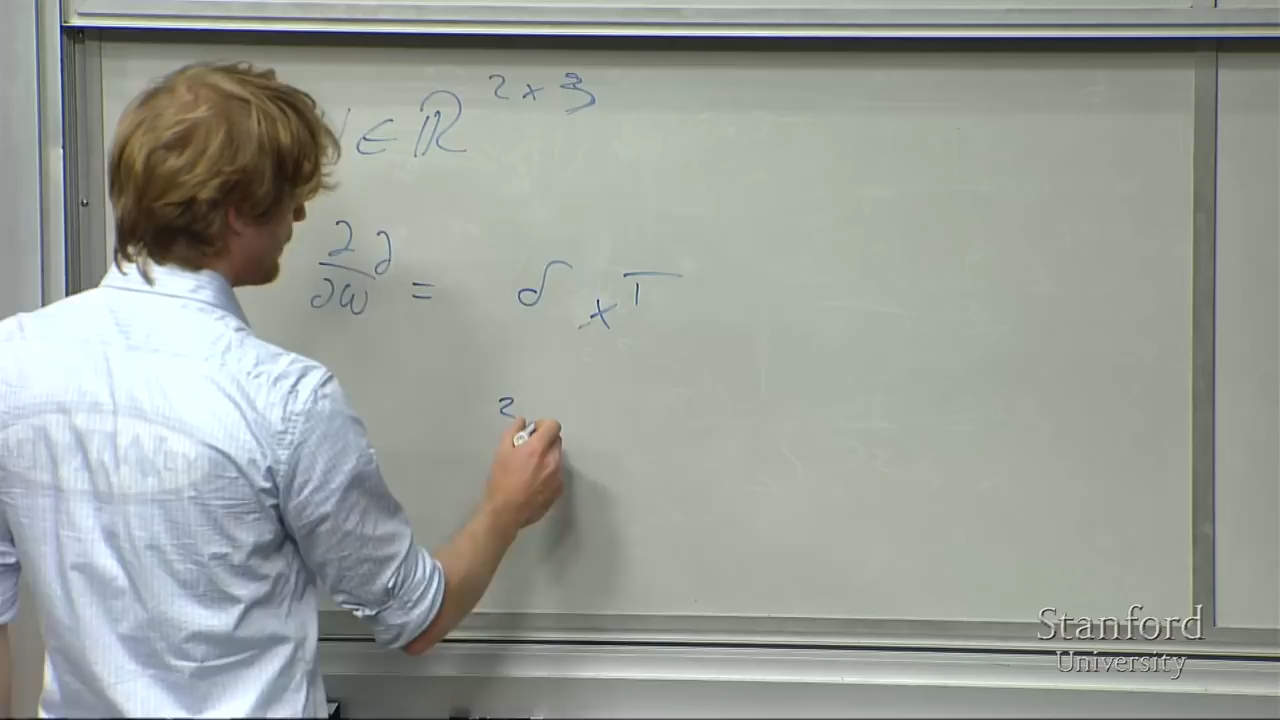 ∈ ℝ 2 x 3
∂J/∂W = δ x T
2
Stanford
University